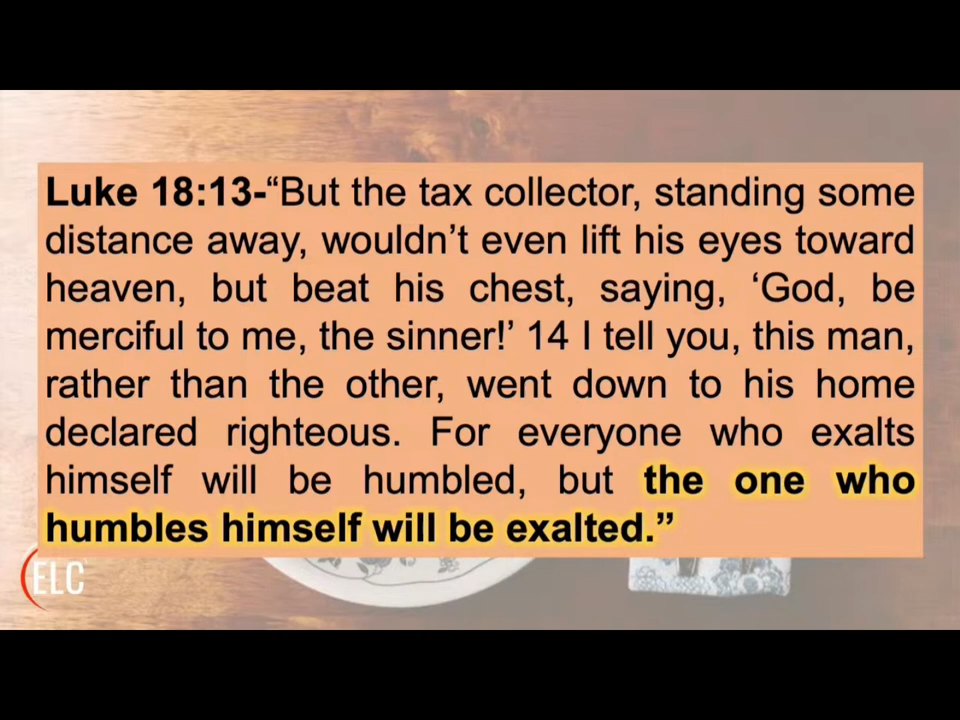 Luke 18:13-“But the tax collector, standing some
distance away, wouldn’t even lift his eyes toward
heaven, but beat his chest, saying, ‘God, be
merciful to me, the sinner!’ 14 I tell you, this man,
rather than the other, went down to his home
declared righteous. For everyone who exalts
himself will be humbled, but the one who
humbles himself will be exalted.”
ELC